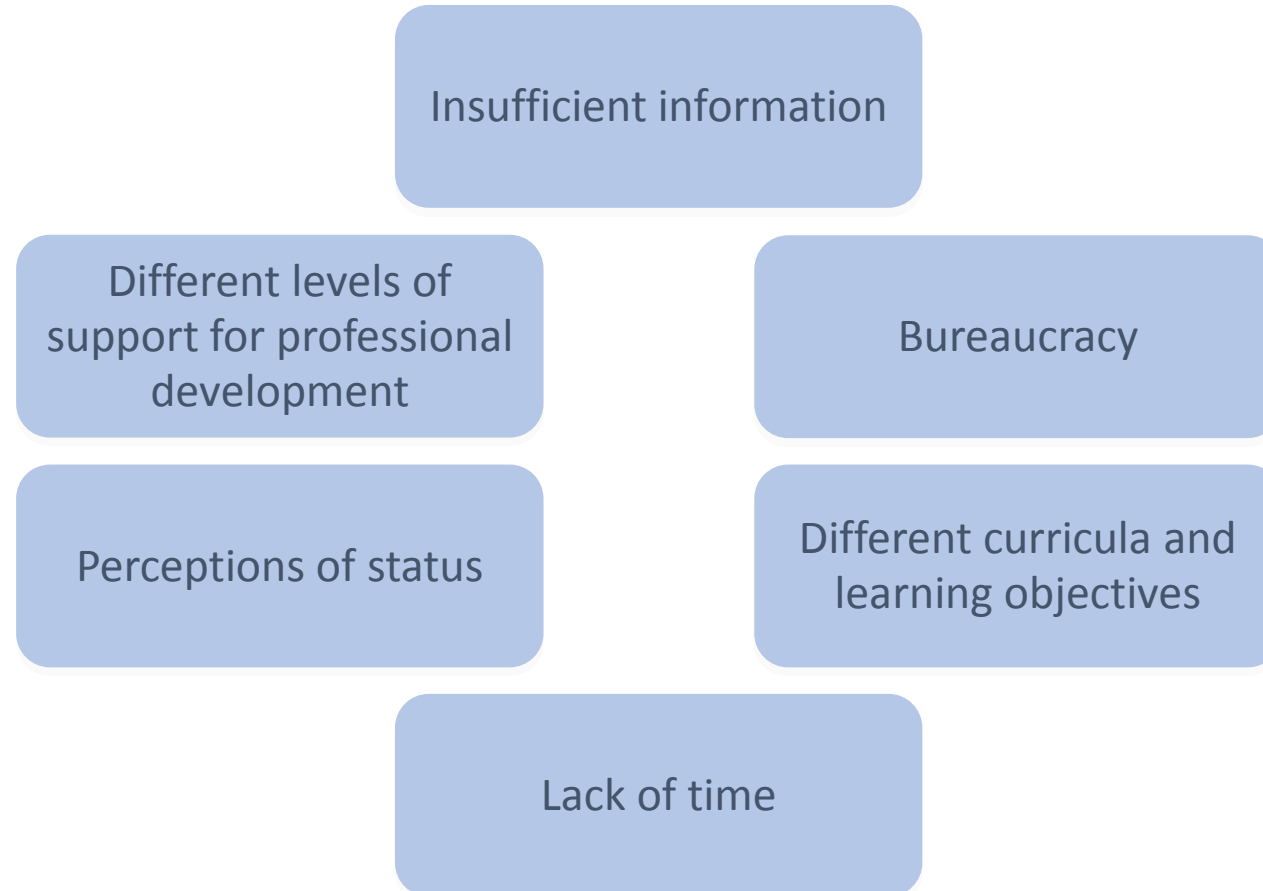 Insufficient information
Different levels of
support for professional
development
Bureaucracy
Perceptions of status
Different curricula and
learning objectives
Lack of time